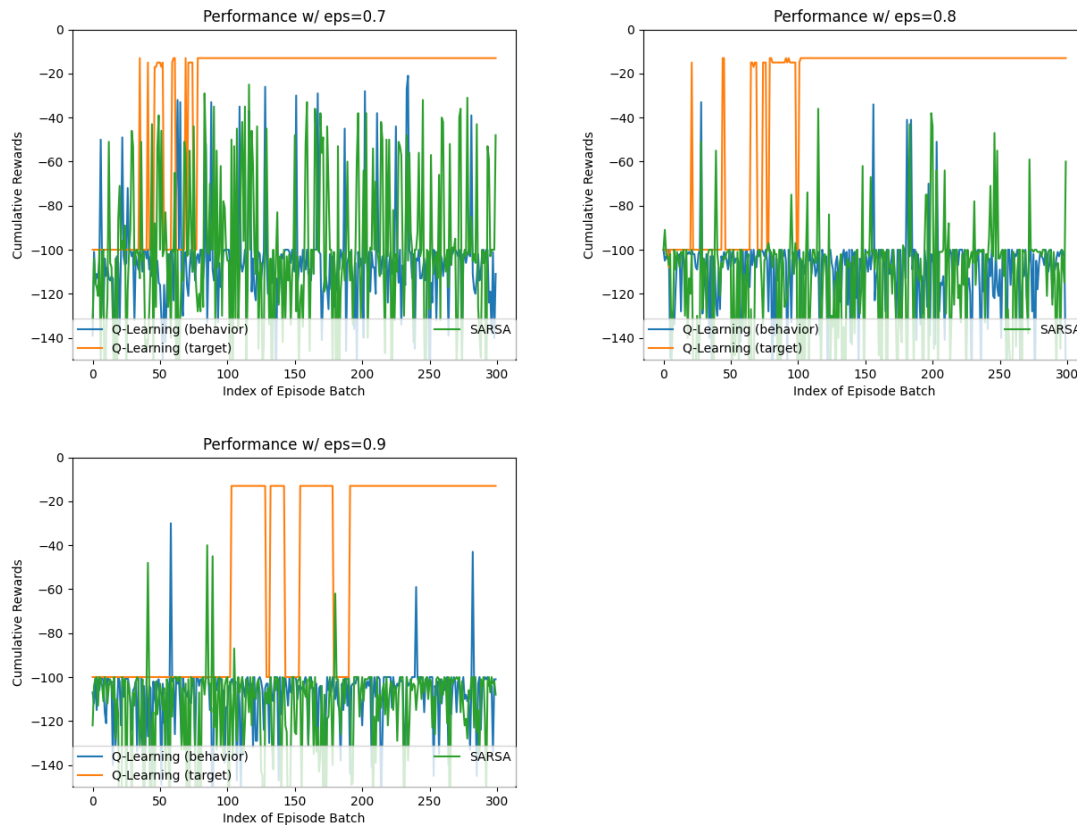 Performance w/ eps=0.7
Cumulative Rewards
0
−20
−40
−60
−80
−100
−120
−140
Q-Learning (behavior)
Q-Learning (target)
SARSA
0 50 100 150 200 250 300
Index of Episode Batch
Performance w/ eps=0.8
Cumulative Rewards
0
−20
−40
−60
−80
−100
−120
−140
Q-Learning (behavior)
Q-Learning (target)
SARSA
0 50 100 150 200 250 300
Index of Episode Batch
Performance w/ eps=0.9
Cumulative Rewards
0
−20
−40
−60
−80
−100
−120
−140
Q-Learning (behavior)
Q-Learning (target)
SARSA
0 50 100 150 200 250 300
Index of Episode Batch